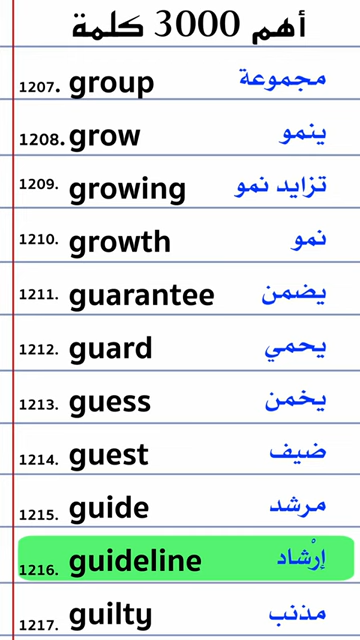 أهم 3000 كلمة
1207. group مجموعة
1208. grow ينمو
1209. growing تزايد نمو
1210. growth نمو
1211. guarantee يضمن
1212. guard يحمي
1213. guess يخمن
1214. guest ضيف
1215. guide مرشد
1216. guideline إرْشاد
1217. guilty مذنب